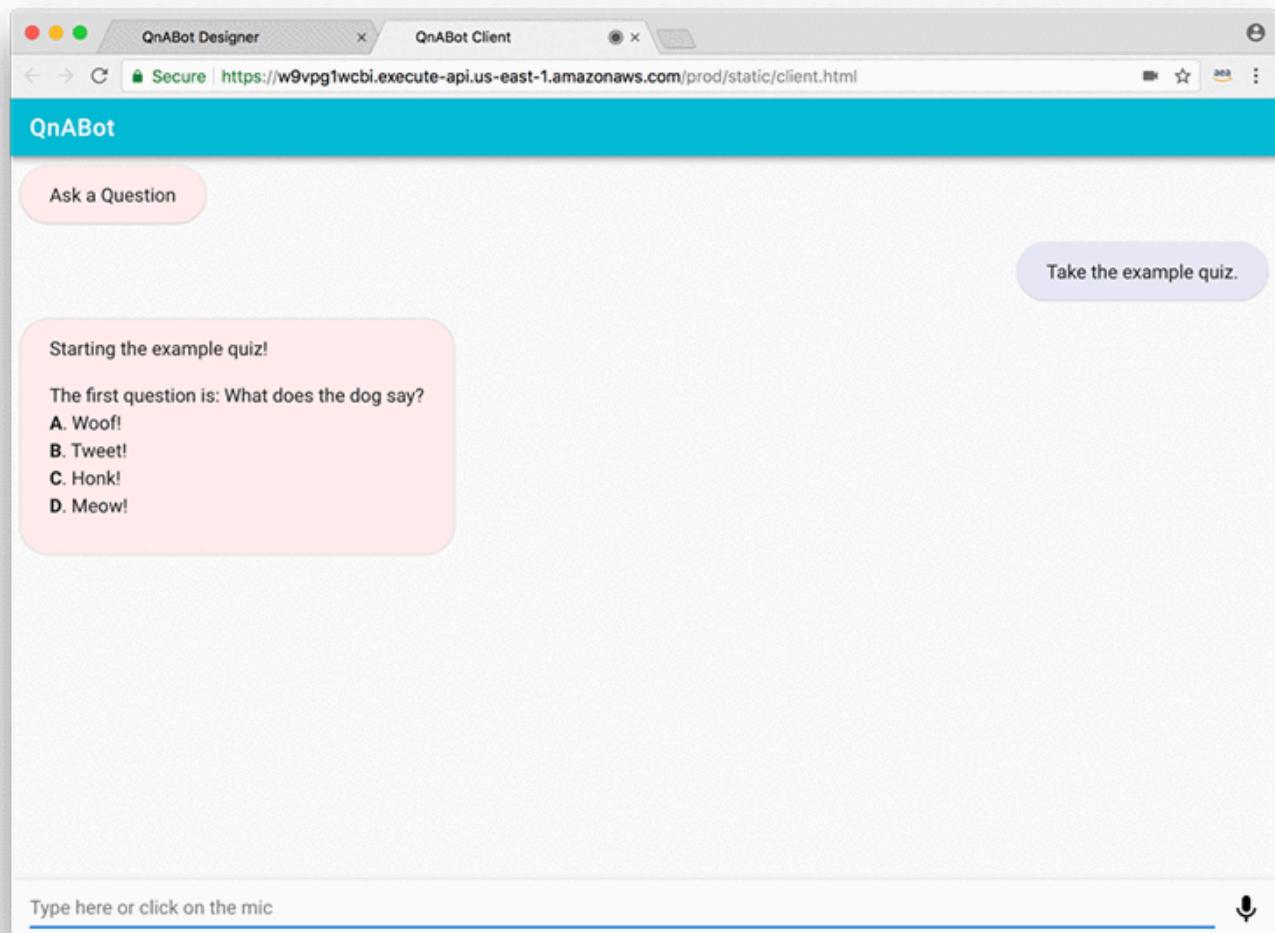 QnABot Designer
QnABot Client
Secure https://w9vpg1wcbi.execute-api.us-east-1.amazonaws.com/prod/static/client.html
QnABot
Ask a Question
Take the example quiz.
Starting the example quiz!
The first question is: What does the dog say?
A. Woof!
B. Tweet!
C. Honk!
D. Meow!
Type here or click on the mic